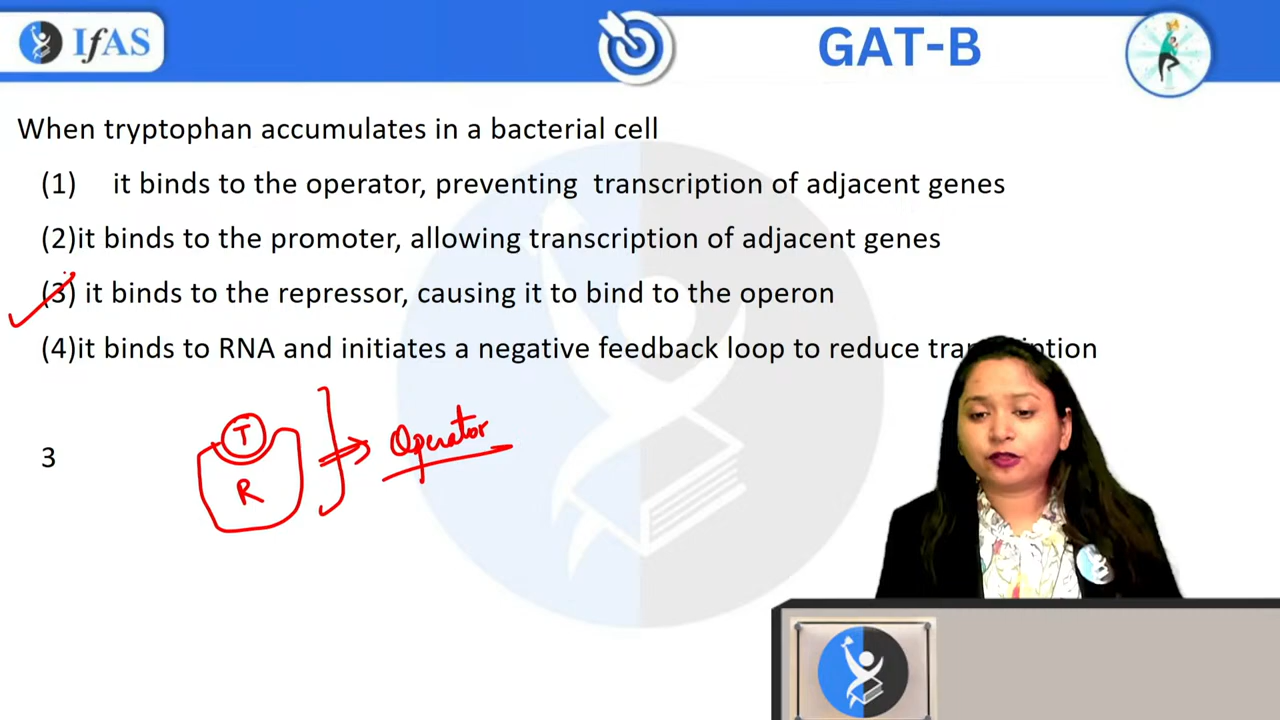 IfAS
GAT-B
When tryptophan accumulates in a bacterial cell
(1) it binds to the operator, preventing transcription of adjacent genes
(2)it binds to the promoter, allowing transcription of adjacent genes
(3) it binds to the repressor, causing it to bind to the operon
(4)it binds to RNA and initiates a negative feedback loop to reduce transcription
T
Operator
3
R